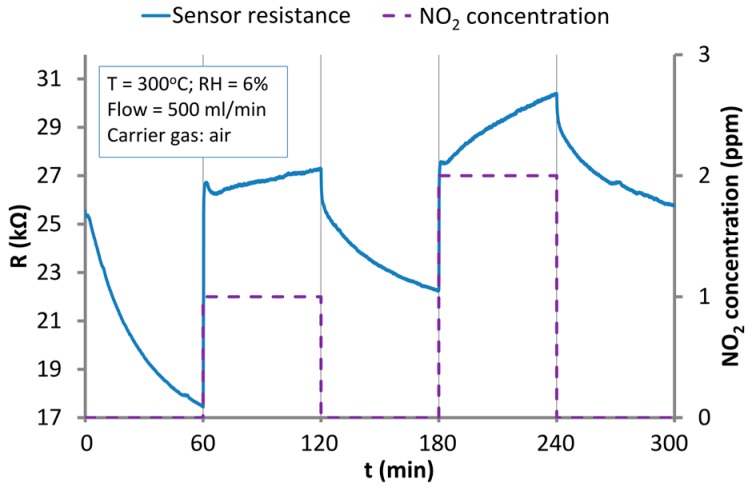 Sensor resistance NO₂ concentration
T = 300°C; RH = 6%
Flow = 500 ml/min
Carrier gas: air
R (kΩ)
31
29
27
25
23
21
19
17
3
2
1
0
NO₂ concentration (ppm)
0 60 120 180 240 300
t (min)